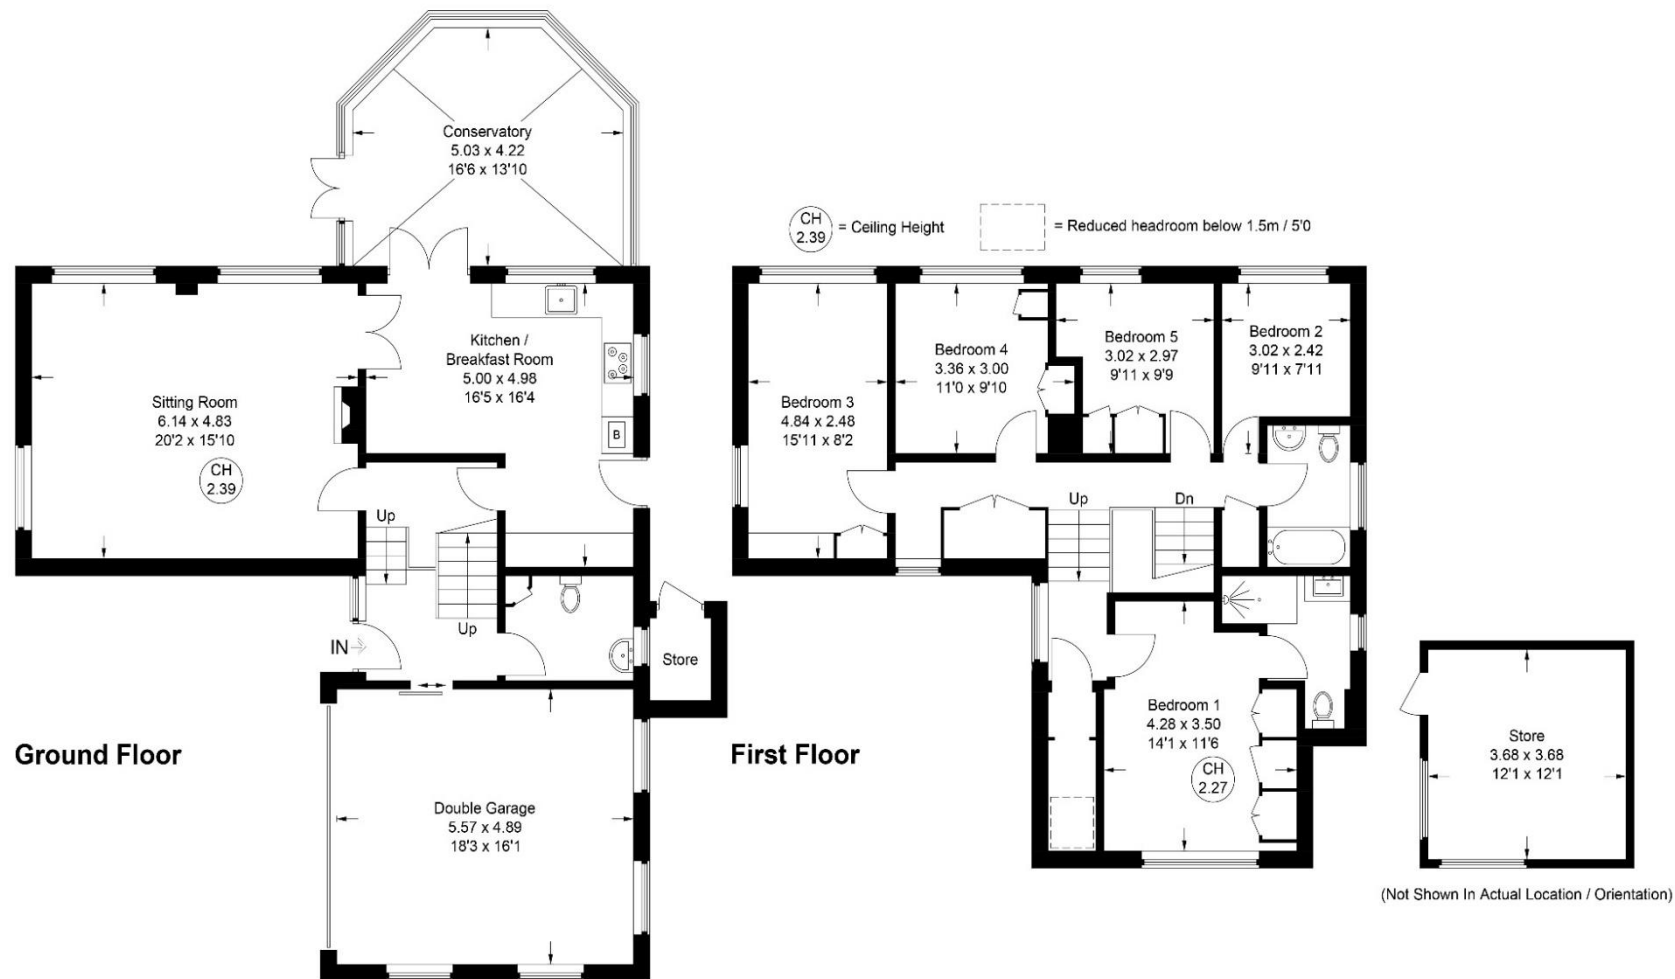 Conservatory
5.03 x 4.22
16'6 x 13'10
CH
2.39
= Ceiling Height
= Reduced headroom below 1.5m / 5'0
Sitting Room
6.14 x 4.83
20'2 x 15'10
CH
2.39
Kitchen /
Breakfast Room
5.00 x 4.98
16'5 x 16'4
B
Up
Up
IN
Store
Double Garage
5.57 x 4.89
18'3 x 16'1
Ground Floor
Bedroom 3
4.84 x 2.48
15'11 x 8'2
Bedroom 4
3.36 x 3.00
11'0 x 9'10
Bedroom 5
3.02 x 2.97
9'11 x 9'9
Bedroom 2
3.02 x 2.42
9'11 x 7'11
Up
Dn
Bedroom 1
4.28 x 3.50
14'1 x 11'6
CH
2.27
First Floor
Store
3.68 x 3.68
12'1 x 12'1
(Not Shown In Actual Location / Orientation)